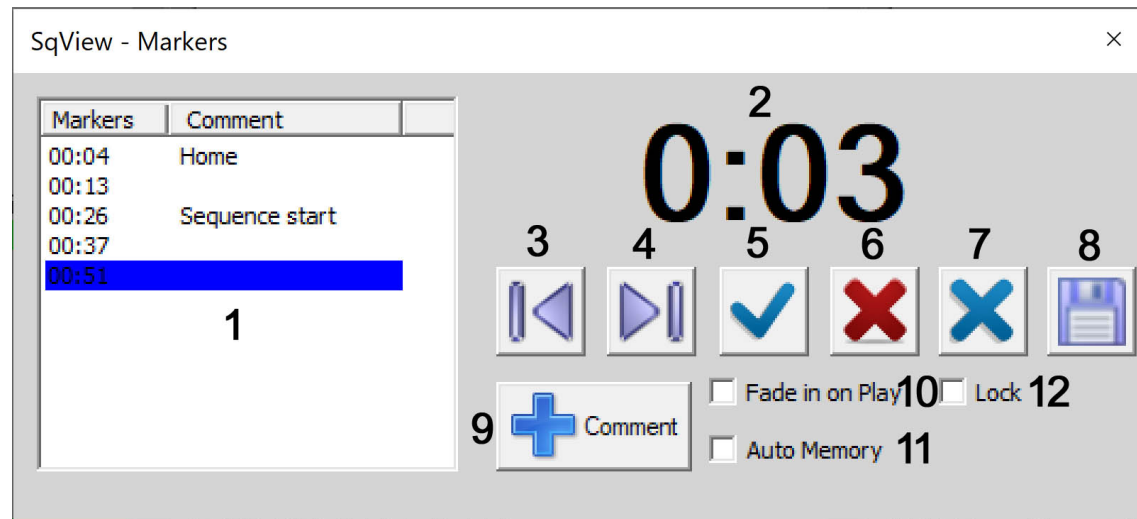 SqView - Markers
Markers Comment
00:04 Home
00:13
00:26 Sequence start
00:37
00:51
1
2
0:03
3 4 5 6 7 8
9 Comment
Fade in on Play 10 Lock 12
Auto Memory 11